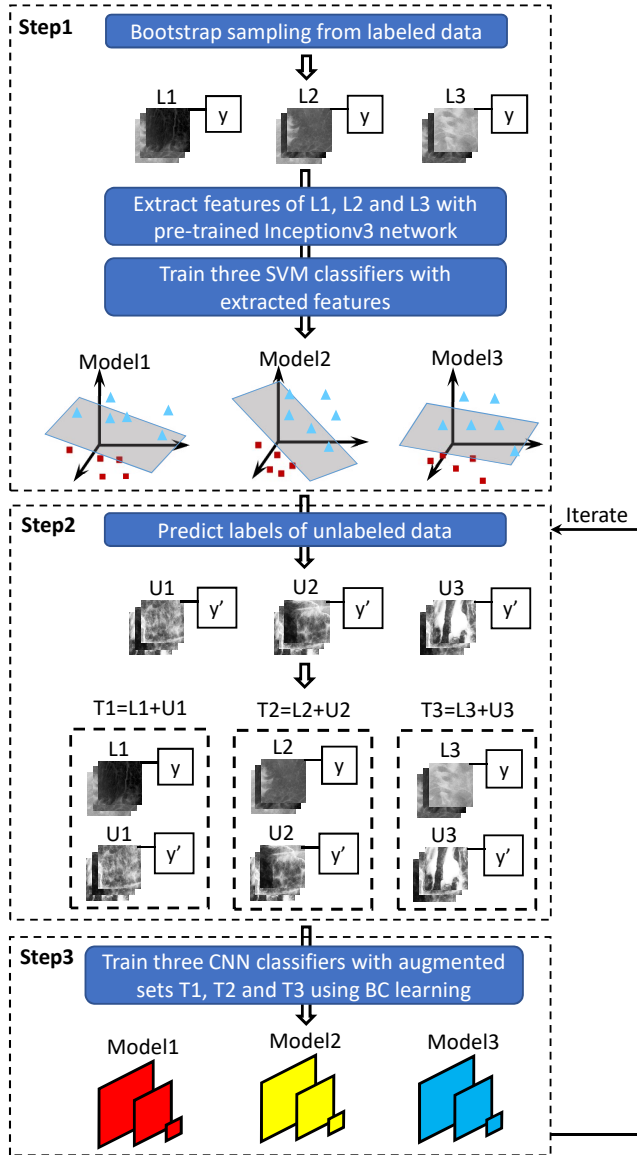 Step1
Bootstrap sampling from labeled data
L1
y
L2
y
L3
y
Extract features of L1, L2 and L3 with
pre-trained Inceptionv3 network
Train three SVM classifiers with
extracted features
Model1
Model2
Model3
Step2
Predict labels of unlabeled data
Iterate
U1
y’
U2
y’
U3
y’
T1=L1+U1
T2=L2+U2
T3=L3+U3
L1
y
L2
y
L3
y
U1
y’
U2
y’
U3
y’
Step3
Train three CNN classifiers with augmented
sets T1, T2 and T3 using BC learning
Model1
Model2
Model3